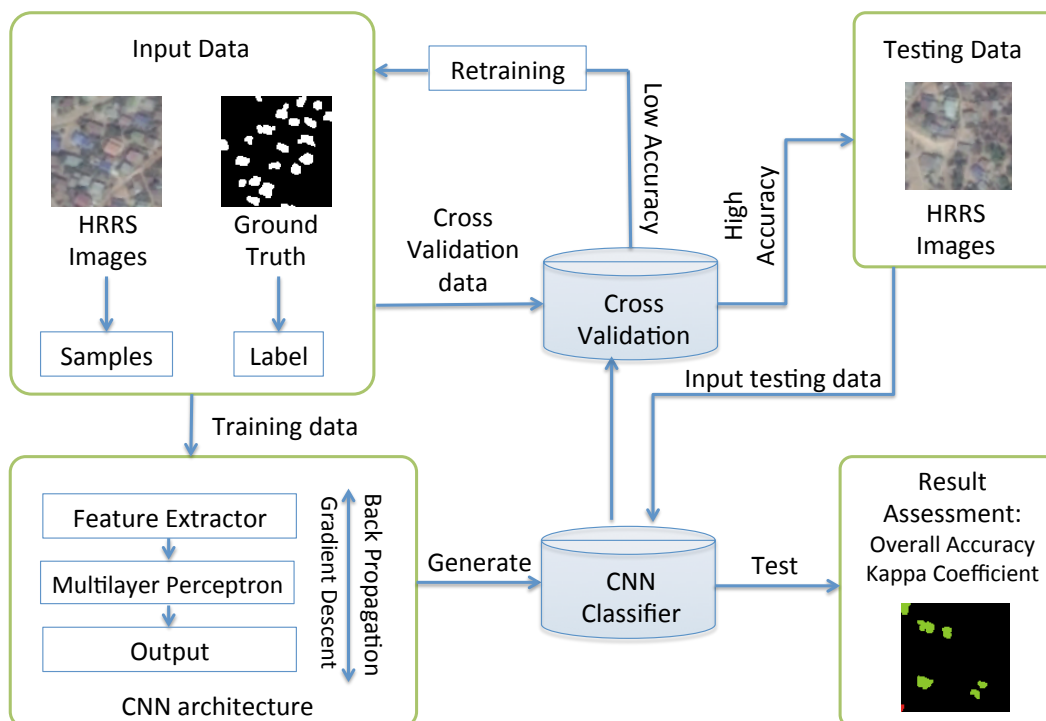 Input Data
HRRS
Images
Ground
Truth
Samples
Label
Retraining
Low Accuracy
Cross
Validation
data
Cross
Validation
High
Accuracy
Testing Data
HRRS
Images
Input testing data
Training data
Feature Extractor
Multilayer Perceptron
Output
Back Propagation
Gradient Descent
CNN architecture
Generate
CNN
Classifier
Test
Result
Assessment:
Overall Accuracy
Kappa Coefficient